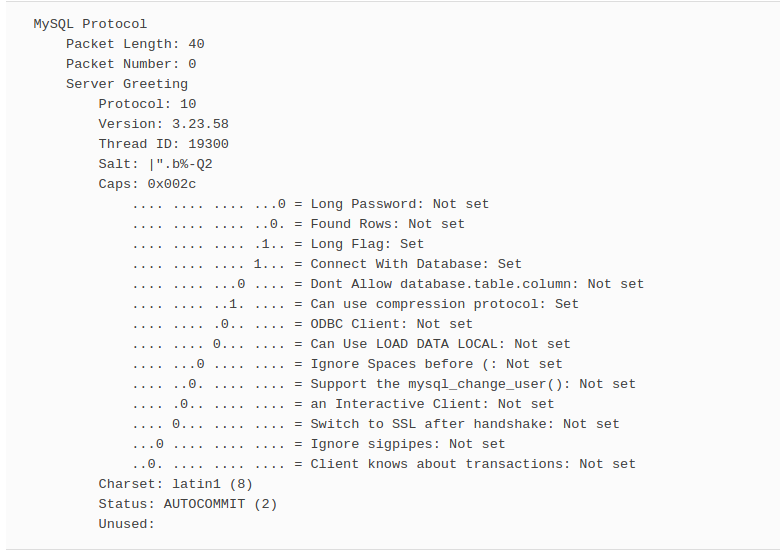 MySQL Protocol
Packet Length: 40
Packet Number: 0
Server Greeting
Protocol: 10
Version: 3.23.58
Thread ID: 19300
Salt: |".b%-Q2
Caps: 0x002c
.... .... .... ...0 = Long Password: Not set
.... .... .... ..0. = Found Rows: Not set
.... .... .... .1.. = Long Flag: Set
.... .... .... 1... = Connect With Database: Set
.... .... ...0 .... = Dont Allow database.table.column: Not set
.... .... ..1. .... = Can use compression protocol: Set
.... .... .0.. .... = ODBC Client: Not set
.... .... 0... .... = Can Use LOAD DATA LOCAL: Not set
.... ...0 .... .... = Ignore Spaces before (: Not set
.... ..0. .... .... = Support the mysql_change_user(): Not set
.... .0.. .... .... = an Interactive Client: Not set
.... 0... .... .... = Switch to SSL after handshake: Not set
...0 .... .... .... = Ignore sigpipes: Not set
..0. .... .... .... = Client knows about transactions: Not set
Charset: latin1 (8)
Status: AUTOCOMMIT (2)
Unused: